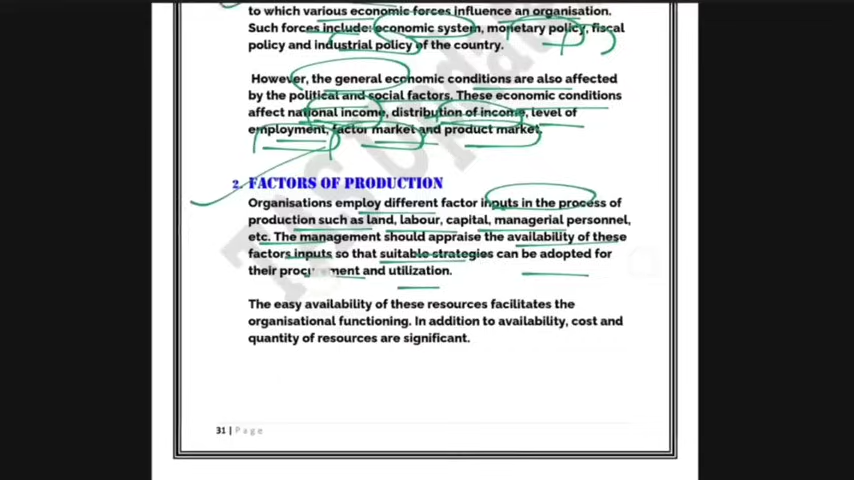 to which various economic forces influence an organisation.
Such forces include: economic system, monetary policy, fiscal
policy and industrial policy of the country.
However, the general economic conditions are also affected
by the political and social factors. These economic conditions
affect national income, distribution of income, level of
employment, factor market and product market.
2. FACTORS OF PRODUCTION
Organisations employ different factor inputs in the process of
production such as land, labour, capital, managerial personnel,
etc. The management should appraise the availability of these
factors inputs so that suitable strategies can be adopted for
their procurement and utilization.
The easy availability of these resources facilitates the
organisational functioning. In addition to availability, cost and
quantity of resources are significant.
31 | Page